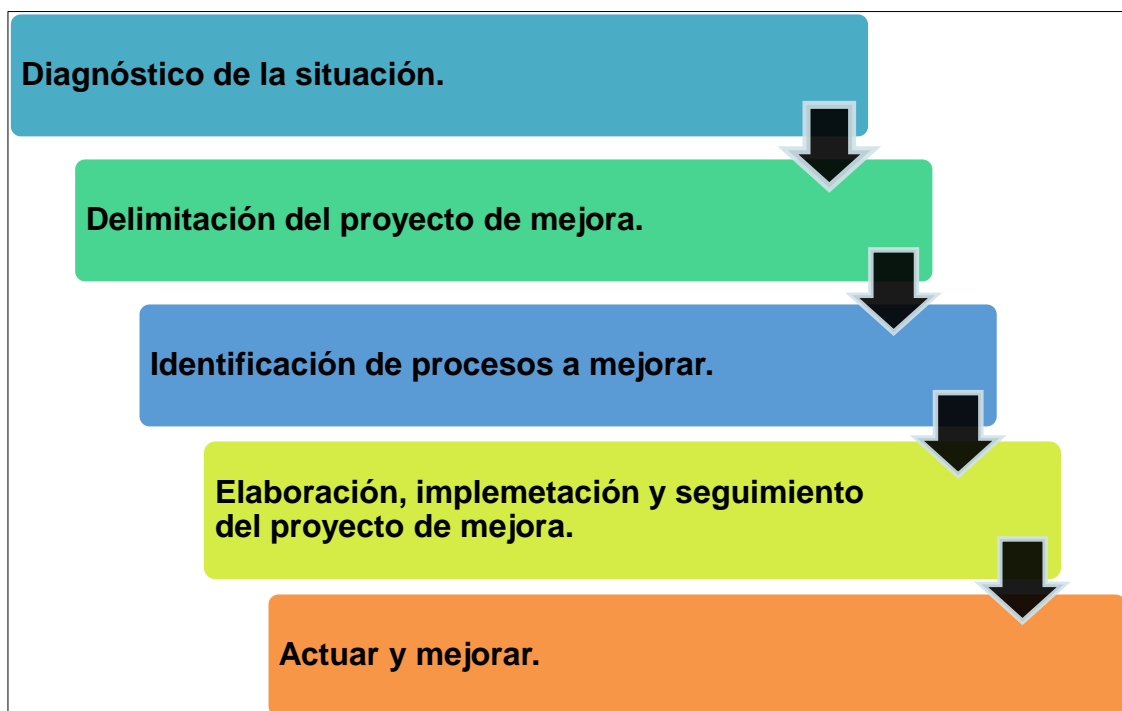 Diagnóstico de la situación.
Delimitación del proyecto de mejora.
Identificación de procesos a mejorar.
Elaboración, implemetación y seguimiento
del proyecto de mejora.
Actuar y mejorar.